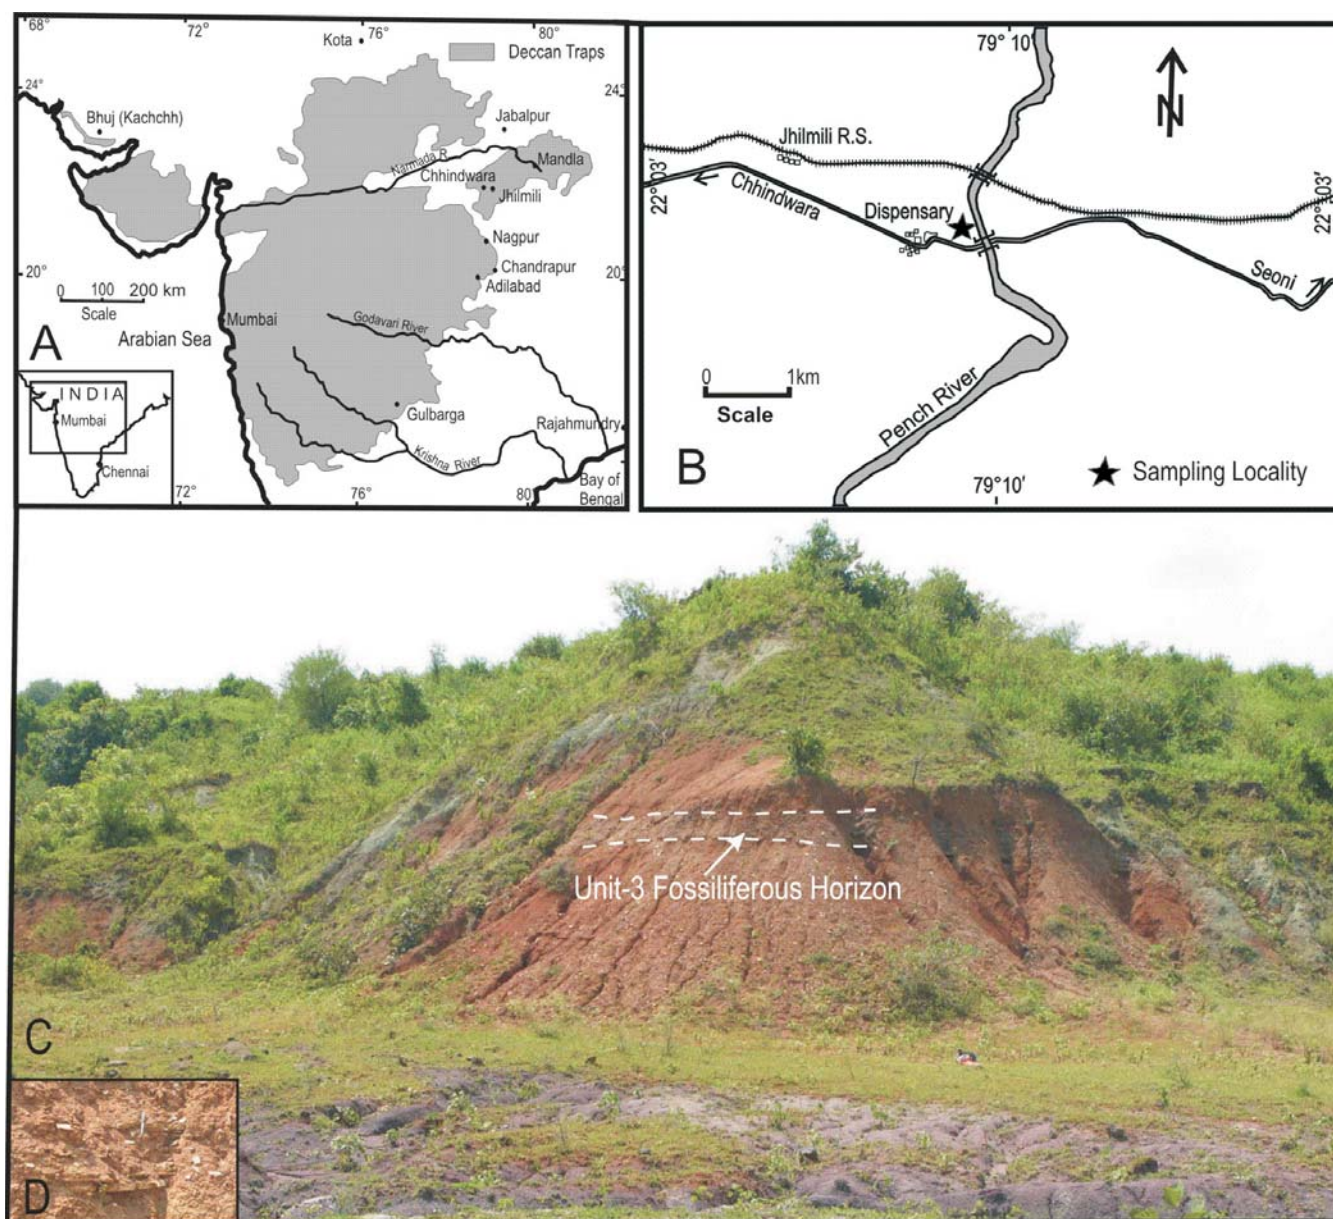 68°
72°
76°
80°
Kota
Deccan Traps
24°
24°
Bhuj (Kachchh)
Jabalpur
Narmada R
Mandla
Chhindwara
Jhilmili
Nagpur
20°
Chandrapur
20°
Adilabad
0 100 200 km
Scale
Mumbai
Godavari River
Arabian Sea
A
INDIA
Mumbai
Chennai
Gulbarga
Rajahmundry
Krishna River
Bay of
Bengal
72°
76°
80°
79° 10'
N
Jhilmili R.S.
22° 03'
22° 03'
Chhindwara
Dispensary
Seoni
0 1km
Scale
Pench River
B
Sampling Locality
79° 10'
Unit-3 Fossiliferous Horizon
C
D